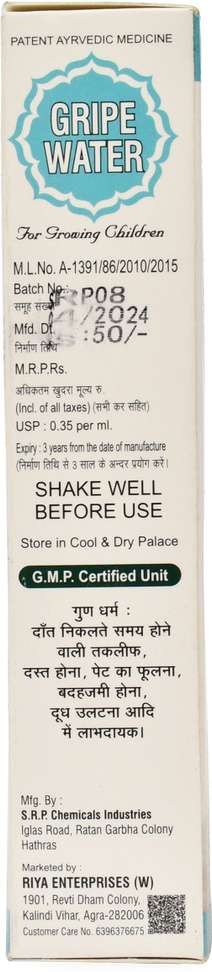 PATENT AYRVEDIC MEDICINE
GRIPE
WATER
For Growing Children
M.L.No. A-1391/86/2010/2015
Batch No.: RP08
समूह संख्या
Mfd. Dt. 4/2024
निर्माण तिथि :50/-
M.R.P.Rs.
अधिकतम खुदरा मूल्य रु.
(Incl. of all taxes) (सभी कर सहित)
USP : 0.35 per ml.
Expiry : 3 years from the date of manufacture
(निर्माण तिथि से 3 साल के अन्दर प्रयोग करें।
SHAKE WELL
BEFORE USE
Store in Cool & Dry Palace
G.M.P. Certified Unit
गुण धर्म :
दाँत निकलते समय होने
वाली तकलीफ,
दस्त होना, पेट का फूलना,
बदहजमी होना,
दूध उलटना आदि
में लाभदायक।
Mfg. By :
S.R.P. Chemicals Industries
Iglas Road, Ratan Garbha Colony
Hathras
Marketed by :
RIYA ENTERPRISES (W)
1901, Revti Dham Colony,
Kalindi Vihar, Agra-282006
Customer Care No. 6396376675